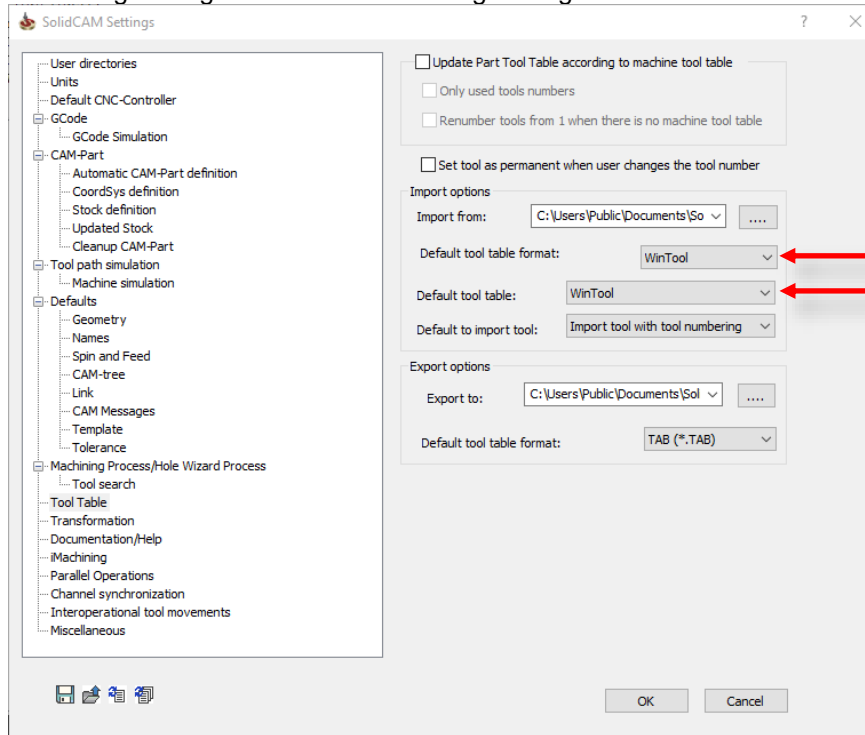 SolidCAM Settings
?
User directories
Units
Default CNC-Controller
GCode
GCode Simulation
CAM-Part
Automatic CAM-Part definition
CoordSys definition
Stock definition
Updated Stock
Cleanup CAM-Part
Tool path simulation
Machine simulation
Defaults
Geometry
Names
Spin and Feed
CAM-tree
Link
CAM Messages
Template
Tolerance
Machining Process/Hole Wizard Process
Tool search
Tool Table
Transformation
Documentation/Help
iMachining
Parallel Operations
Channel synchronization
Interoperational tool movements
Miscellaneous
Update Part Tool Table according to machine tool table
Only used tools numbers
Renumber tools from 1 when there is no machine tool table
Set tool as permanent when user changes the tool number
Import options
Import from: C:\Users\Public\Documents\So ....
Default tool table format: WinTool
Default tool table: WinTool
Default to import tool: Import tool with tool numbering
Export options
Export to: C:\Users\Public\Documents\Sol ....
Default tool table format: TAB (*.TAB)
OK Cancel